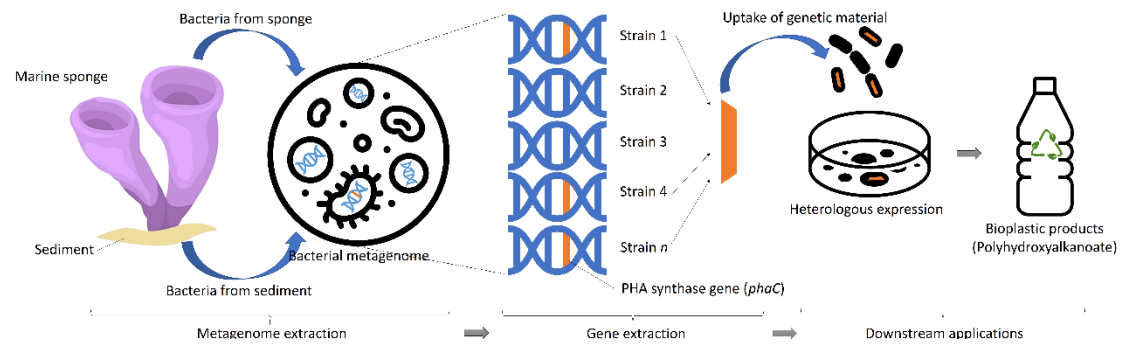 Bacteria from sponge
Marine sponge
Sediment
Bacteria from sediment
Bacterial metagenome
Strain 1
Strain 2
Strain 3
Strain 4
Strain n
PHA synthase gene (phaC)
Uptake of genetic material
Heterologous expression
Bioplastic products
(Polyhydroxyalkanoate)
Metagenome extraction
Gene extraction
Downstream applications